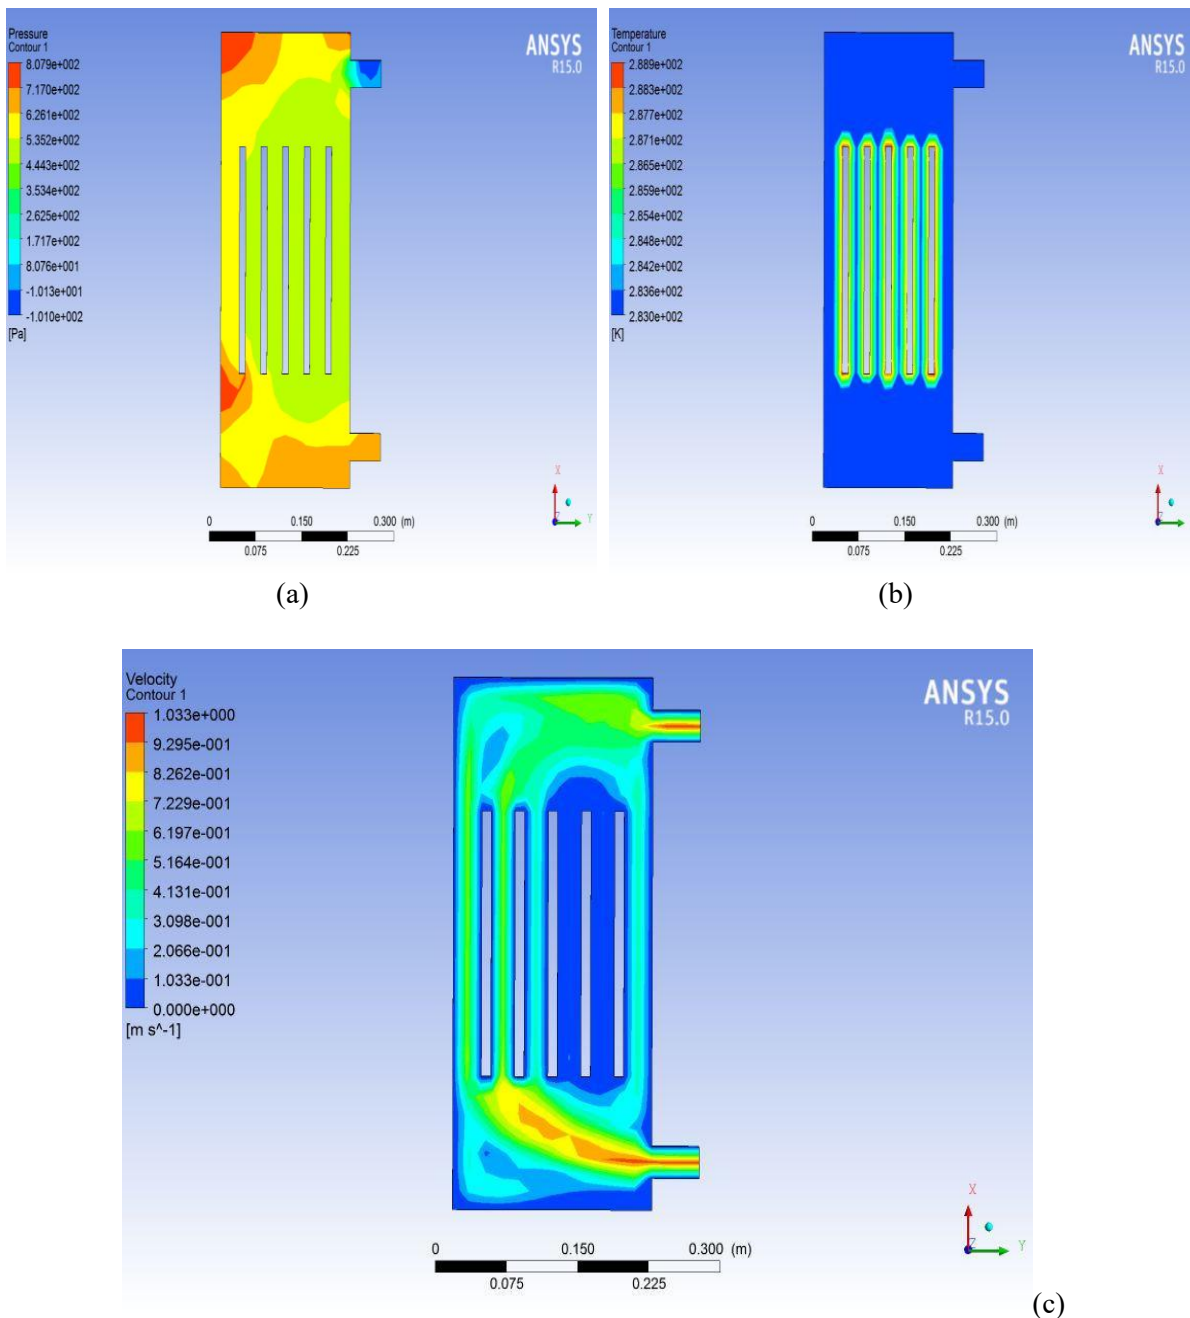 Pressure
Contour 1
8.079e+002
7.170e+002
6.261e+002
5.352e+002
4.443e+002
3.534e+002
2.625e+002
1.717e+002
8.076e+001
-1.013e+001
-1.010e+002
[Pa]
ANSYS
R15.0
X
Y
Z
0 0.150 0.300 (m)
0.075 0.225
(a)
Temperature
Contour 1
2.889e+002
2.883e+002
2.877e+002
2.871e+002
2.865e+002
2.859e+002
2.854e+002
2.848e+002
2.842e+002
2.836e+002
2.830e+002
[K]
ANSYS
R15.0
X
Y
Z
0 0.150 0.300 (m)
0.075 0.225
(b)
Velocity
Contour 1
1.033e+000
9.295e-001
8.262e-001
7.229e-001
6.197e-001
5.164e-001
4.131e-001
3.098e-001
2.066e-001
1.033e-001
0.000e+000
[m s^-1]
ANSYS
R15.0
X
Z
Y
0 0.150 0.300 (m)
0.075 0.225
(c)